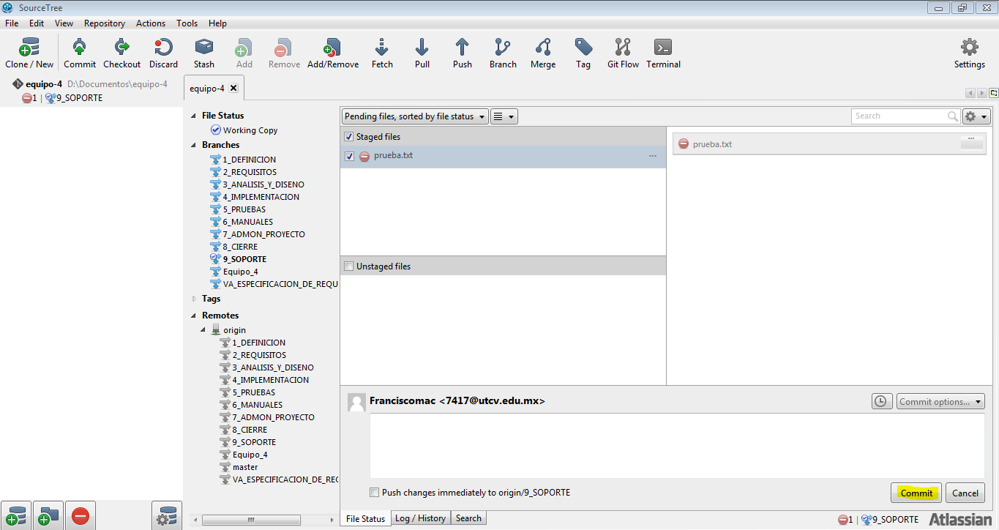 SourceTree
File Edit View Repository Actions Tools Help
Clone / New Commit Checkout Discard Stash Add Remove Add/Remove Fetch Pull Push Branch Merge Tag Git Flow Terminal Settings
equipo-4 D:\Documentos\equipo-4
1 | 9_SOPORTE
equipo-4
File Status
Working Copy
Branches
1_DEFINICION
2_REQUISITOS
3_ANALISIS_Y_DISENO
4_IMPLEMENTACION
5_PRUEBAS
6_MANUALES
7_ADMON_PROYECTO
8_CIERRE
9_SOPORTE
Equipo_4
VA_ESPECIFICACION_DE_REQU
Tags
Remotes
origin
1_DEFINICION
2_REQUISITOS
3_ANALISIS_Y_DISENO
4_IMPLEMENTACION
5_PRUEBAS
6_MANUALES
7_ADMON_PROYECTO
8_CIERRE
9_SOPORTE
Equipo_4
master
VA_ESPECIFICACION_DE_REC
Pending files, sorted by file status
Search
Staged files
prueba.txt ...
prueba.txt ...
Unstaged files
Franciscomac <7417@utcv.edu.mx>
Commit options...
Push changes immediately to origin/9_SOPORTE
Commit Cancel
File Status Log / History Search
1 | 9_SOPORTE Atlassian